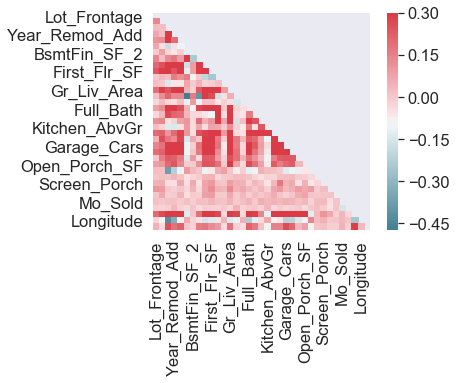 Lot_Frontage
Year_Remod_Add
BsmtFin_SF_2
First_Flr_SF
Gr_Liv_Area
Full_Bath
Kitchen_AbvGr
Garage_Cars
Open_Porch_SF
Screen_Porch
Mo_Sold
Longitude
Lot_Frontage
Year_Remod_Add
BsmtFin_SF_2
First_Flr_SF
Gr_Liv_Area
Full_Bath
Kitchen_AbvGr
Garage_Cars
Open_Porch_SF
Screen_Porch
Mo_Sold
Longitude
0.30
0.15
0.00
−0.15
−0.30
−0.45